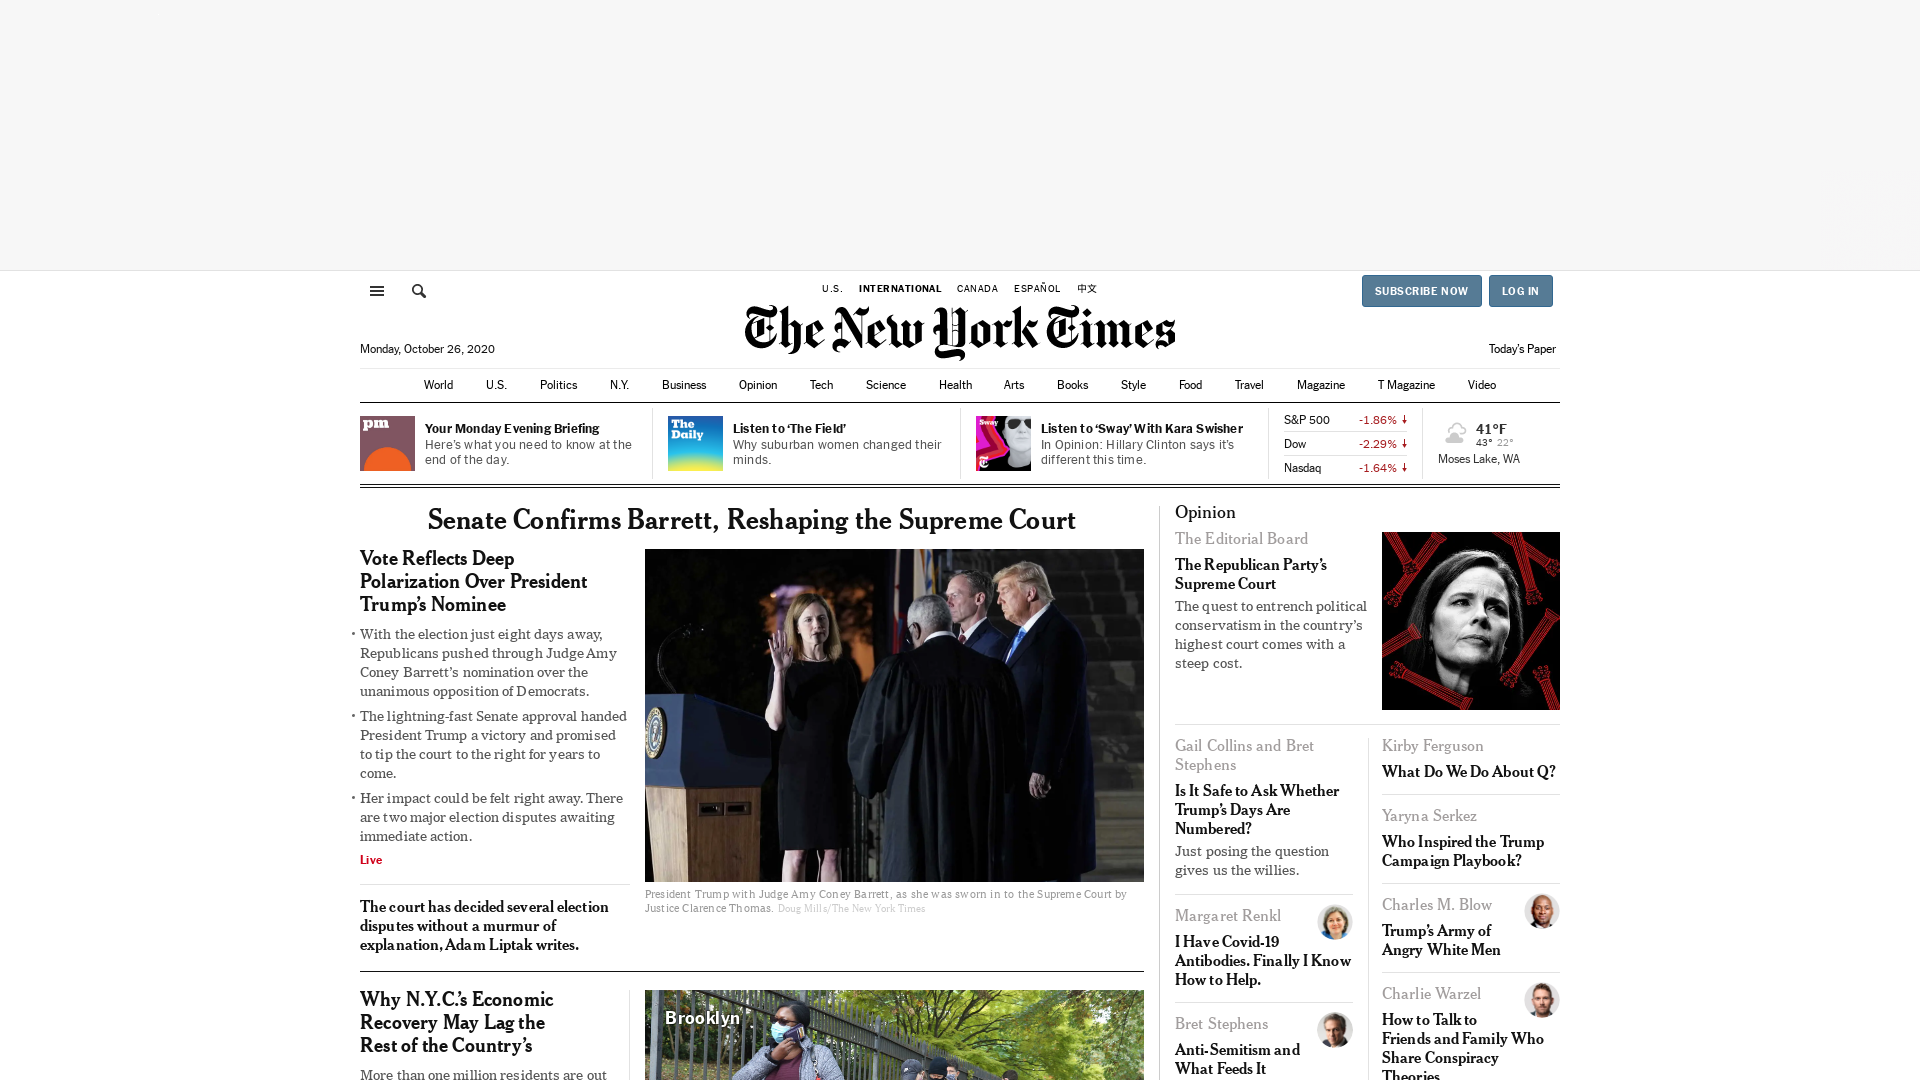 U.S. INTERNATIONAL CANADA ESPAÑOL 中文
SUBSCRIBE NOW LOG IN
The New York Times
Monday, October 26, 2020
Today's Paper
World U.S. Politics N.Y. Business Opinion Tech Science Health Arts Books Style Food Travel Magazine T Magazine Video
pm
Your Monday Evening Briefing
Here's what you need to know at the
end of the day.
The
Daily
Listen to ‘The Field’
Why suburban women changed their
minds.
Sway
Listen to ‘Sway’ With Kara Swisher
In Opinion: Hillary Clinton says it's
different this time.
S&P 500 -1.86%
Dow -2.29%
Nasdaq -1.64%
41°F
43° 22°
Moses Lake, WA
Senate Confirms Barrett, Reshaping the Supreme Court
Vote Reflects Deep
Polarization Over President
Trump's Nominee
• With the election just eight days away,
Republicans pushed through Judge Amy
Coney Barrett's nomination over the
unanimous opposition of Democrats.
• The lightning-fast Senate approval handed
President Trump a victory and promised
to tip the court to the right for years to
come.
• Her impact could be felt right away. There
are two major election disputes awaiting
immediate action.
Live
The court has decided several election
disputes without a murmur of
explanation, Adam Liptak writes.
President Trump with Judge Amy Coney Barrett, as she was sworn in to the Supreme Court by
Justice Clarence Thomas. Doug Mills/The New York Times
Why N.Y.C.'s Economic
Recovery May Lag the
Rest of the Country's
More than one million residents are out
Brooklyn
Opinion
The Editorial Board
The Republican Party's
Supreme Court
The quest to entrench political
conservatism in the country's
highest court comes with a
steep cost.
Gail Collins and Bret
Stephens
Is It Safe to Ask Whether
Trump's Days Are
Numbered?
Just posing the question
gives us the willies.
Margaret Renkl
I Have Covid-19
Antibodies. Finally I Know
How to Help.
Bret Stephens
Anti-Semitism and
What Feeds It
Kirby Ferguson
What Do We Do About Q?
Yaryna Serkez
Who Inspired the Trump
Campaign Playbook?
Charles M. Blow
Trump's Army of
Angry White Men
Charlie Warzel
How to Talk to
Friends and Family Who
Share Conspiracy
Theories